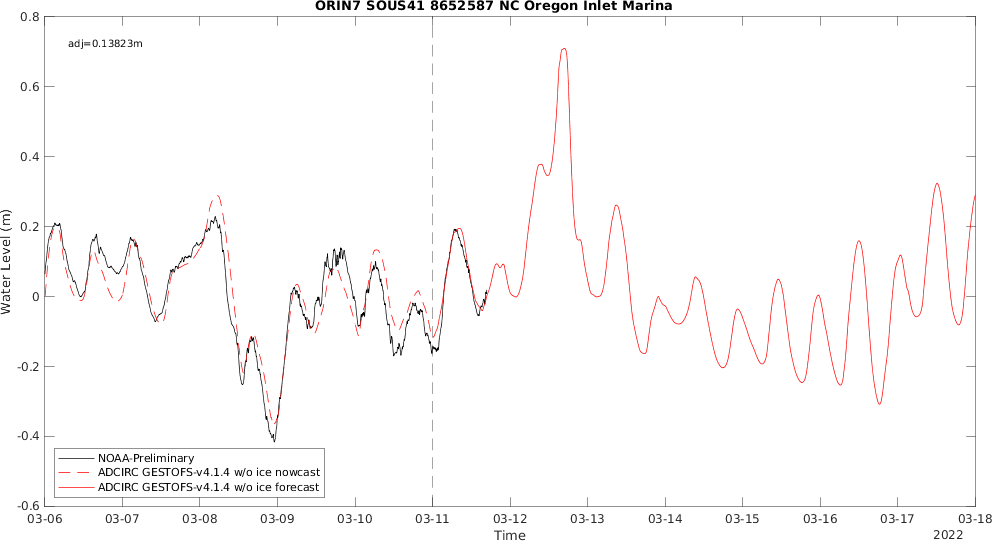 ORIN7 SOUS41 8652587 NC Oregon Inlet Marina
0.8
adj=0.13823m
0.6
0.4
0.2
0
-0.2
-0.4
-0.6
Water Level (m)
NOAA-Preliminary
ADCIRC GESTOFS-v4.1.4 w/o ice nowcast
ADCIRC GESTOFS-v4.1.4 w/o ice forecast
03-06 03-07 03-08 03-09 03-10 03-11 03-12 03-13 03-14 03-15 03-16 03-17 03-18
Time
2022